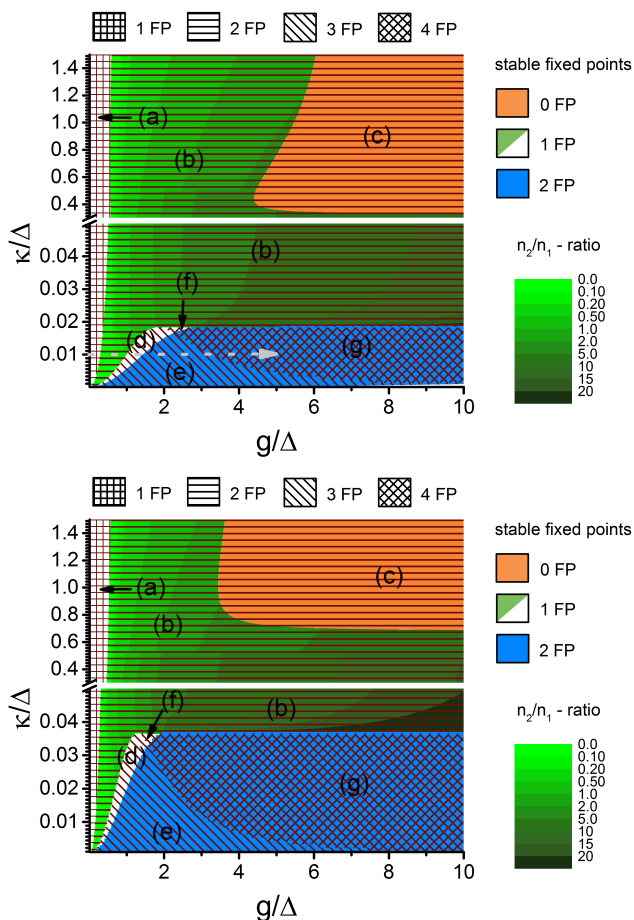 1 FP 2 FP 3 FP 4 FP
stable fixed points
0 FP
1 FP
2 FP
n2/n1 - ratio
0.0
0.10
0.20
0.50
1.0
2.0
5.0
10
15
20
κ/Δ
1.4
1.2
1.0
0.8
0.6
0.4
0.04
0.03
0.02
0.01
(a)
(b)
(c)
(b)
(f)
(d)
(g)
(e)
2 4 6 8 10
g/Δ
1 FP 2 FP 3 FP 4 FP
stable fixed points
0 FP
1 FP
2 FP
n2/n1 - ratio
0.0
0.10
0.20
0.50
1.0
2.0
5.0
10
15
20
κ/Δ
1.4
1.2
1.0
0.8
0.6
0.4
0.04
0.03
0.02
0.01
(a)
(c)
(b)
(f)
(b)
(d)
(g)
(e)
2 4 6 8 10
g/Δ